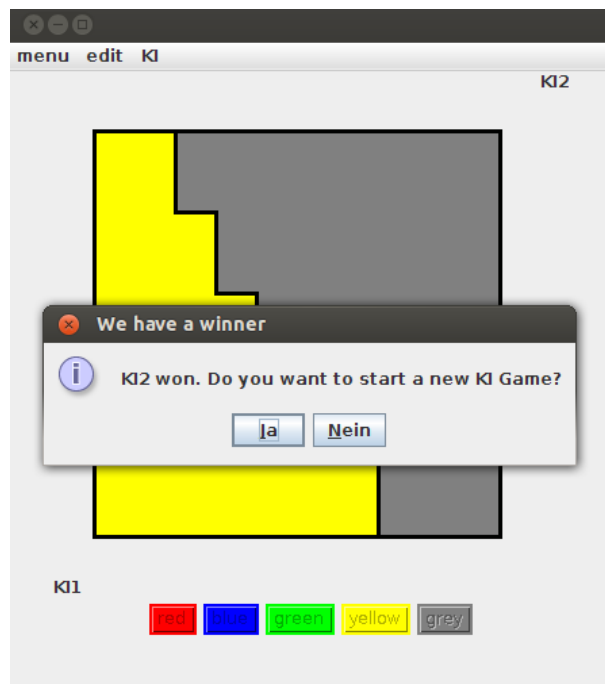 menu edit KI
KI2
We have a winner
KI2 won. Do you want to start a new KI Game?
Ja Nein
KI1
red blue green yellow grey